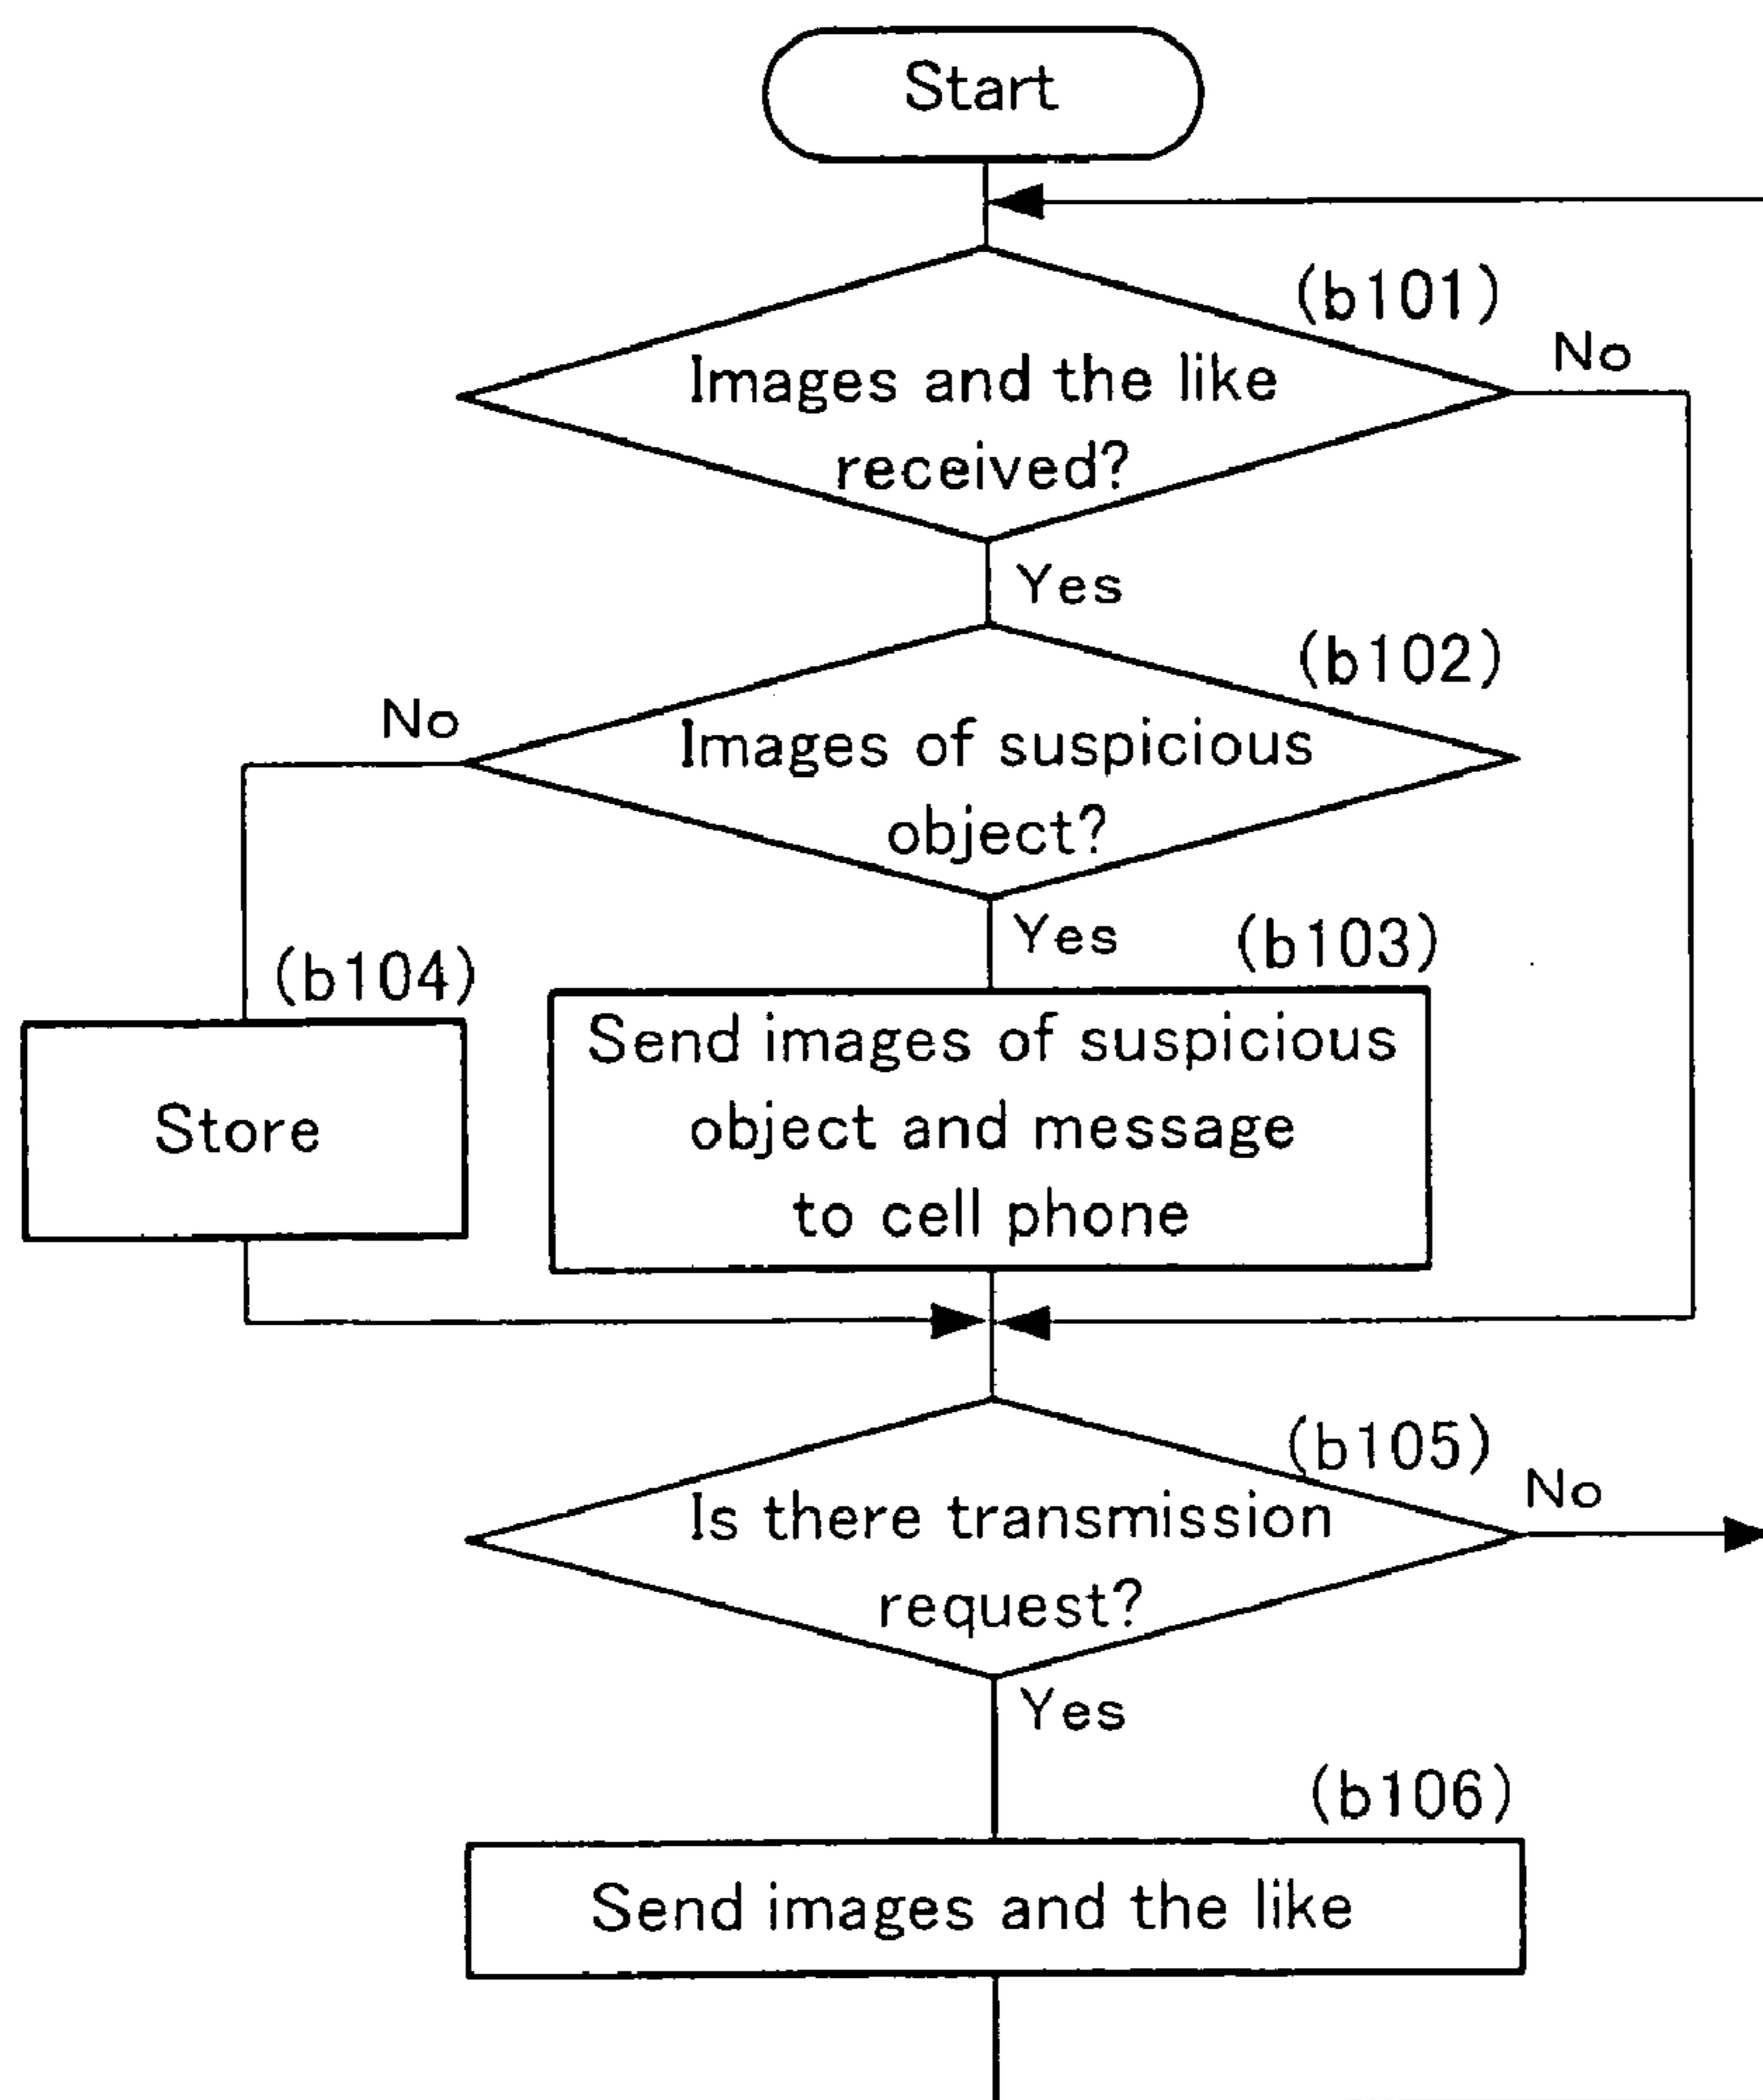 Start
(b101)
No
Images and the like
received?
Yes
(b102)
No
Images of suspicious
object?
Yes
(b103)
(b104)
Send images of suspicious
object and message
to cell phone
Store
(b105)
No
Is there transmission
request?
Yes
(b106)
Send images and the like